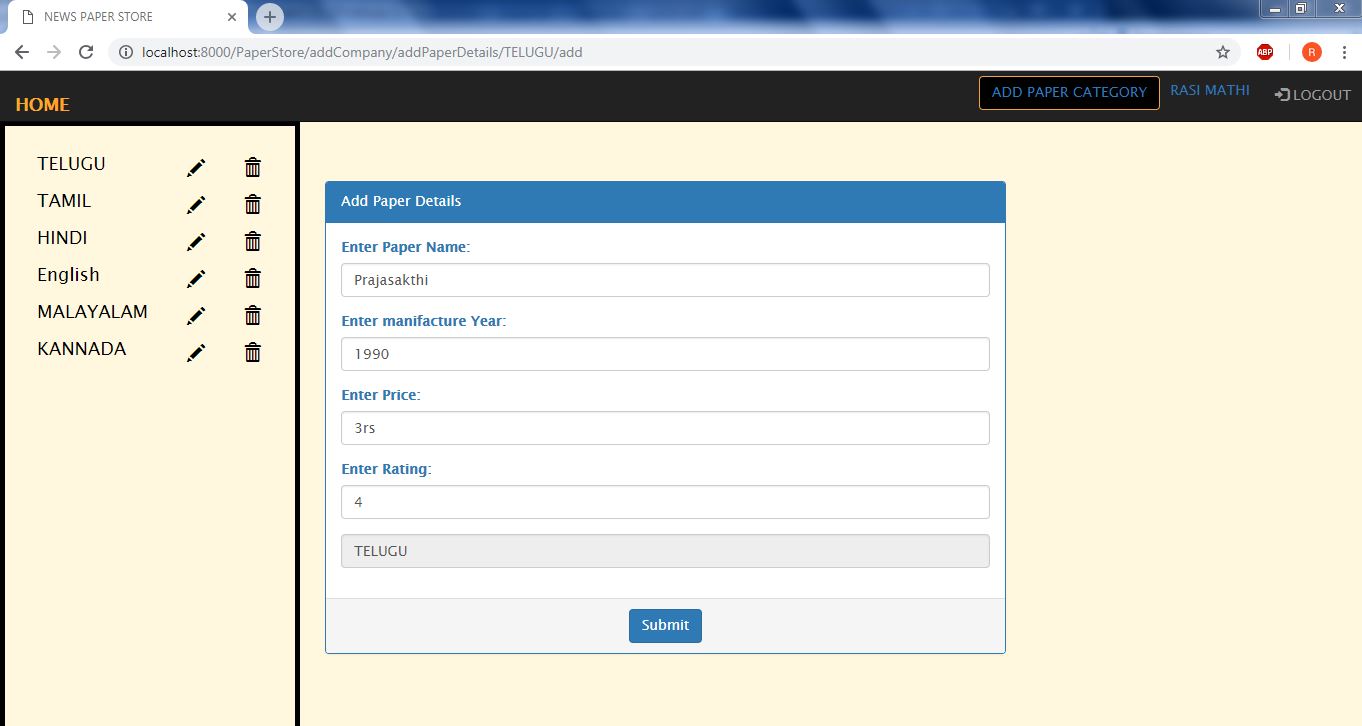 NEWS PAPER STORE
localhost:8000/PaperStore/addCompany/addPaperDetails/TELUGU/add
ABP
R
HOME
ADD PAPER CATEGORY
RASI MATHI
LOGOUT
TELUGU
TAMIL
HINDI
English
MALAYALAM
KANNADA
Add Paper Details
Enter Paper Name:
Prajasakthi
Enter manifacture Year:
1990
Enter Price:
3rs
Enter Rating:
4
TELUGU
Submit